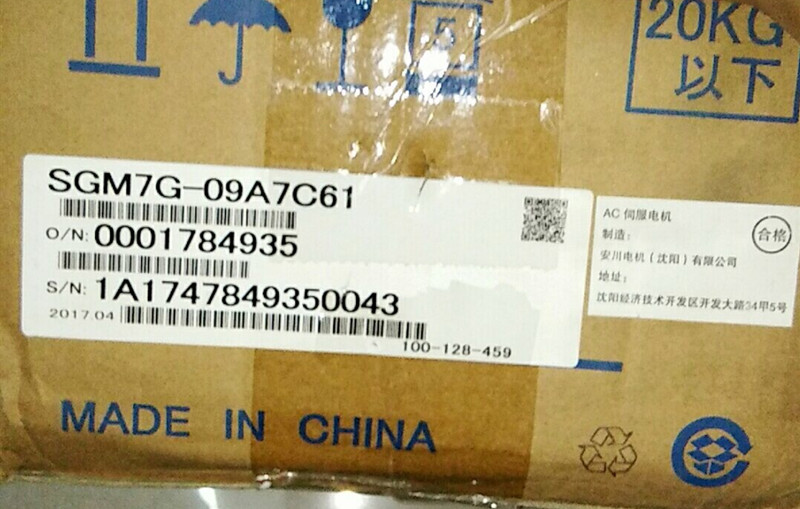 5
20KG
以下
SGM7G-09A7C61
O/N: 0001784935
S/N: 1A1747849350043
2017.04
100-128-459
AC 伺服电机
制造:
合格
安川电机(沈阳)有限公司
地址:
沈阳经济技术开发区开发大路34甲5号
MADE IN CHINA